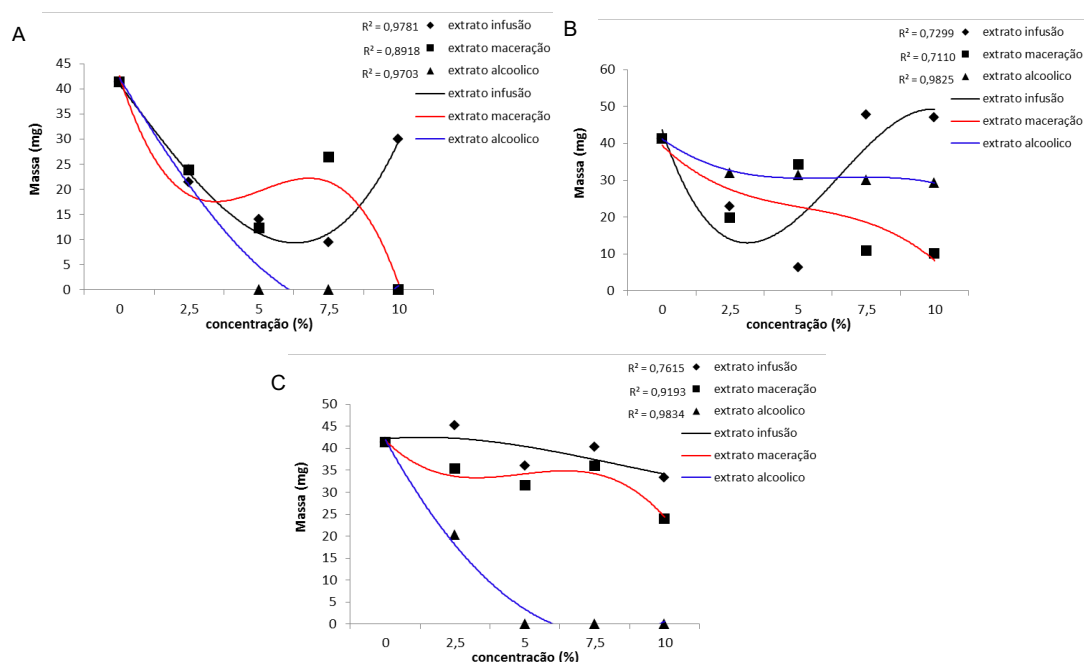 A
R² = 0,9781 extrato infusão
R² = 0,8918 extrato maceração
R² = 0,9703 extrato alcoolico
extrato infusão
extrato maceração
extrato alcoolico
Massa (mg)
45
40
35
30
25
20
15
10
5
0
0 2,5 5 7,5 10
concentração (%)
B
R² = 0,7299 extrato infusão
R² = 0,7110 extrato maceração
R² = 0,9825 extrato alcoolico
extrato infusão
extrato maceração
extrato alcoolico
Massa (mg)
60
50
40
30
20
10
0
0 2,5 5 7,5 10
concentração (%)
C
R² = 0,7615 extrato infusão
R² = 0,9193 extrato maceração
R² = 0,9834 extrato alcoolico
extrato infusão
extrato maceração
extrato alcoolico
Massa (mg)
50
45
40
35
30
25
20
15
10
5
0
0 2,5 5 7,5 10
concentração (%)